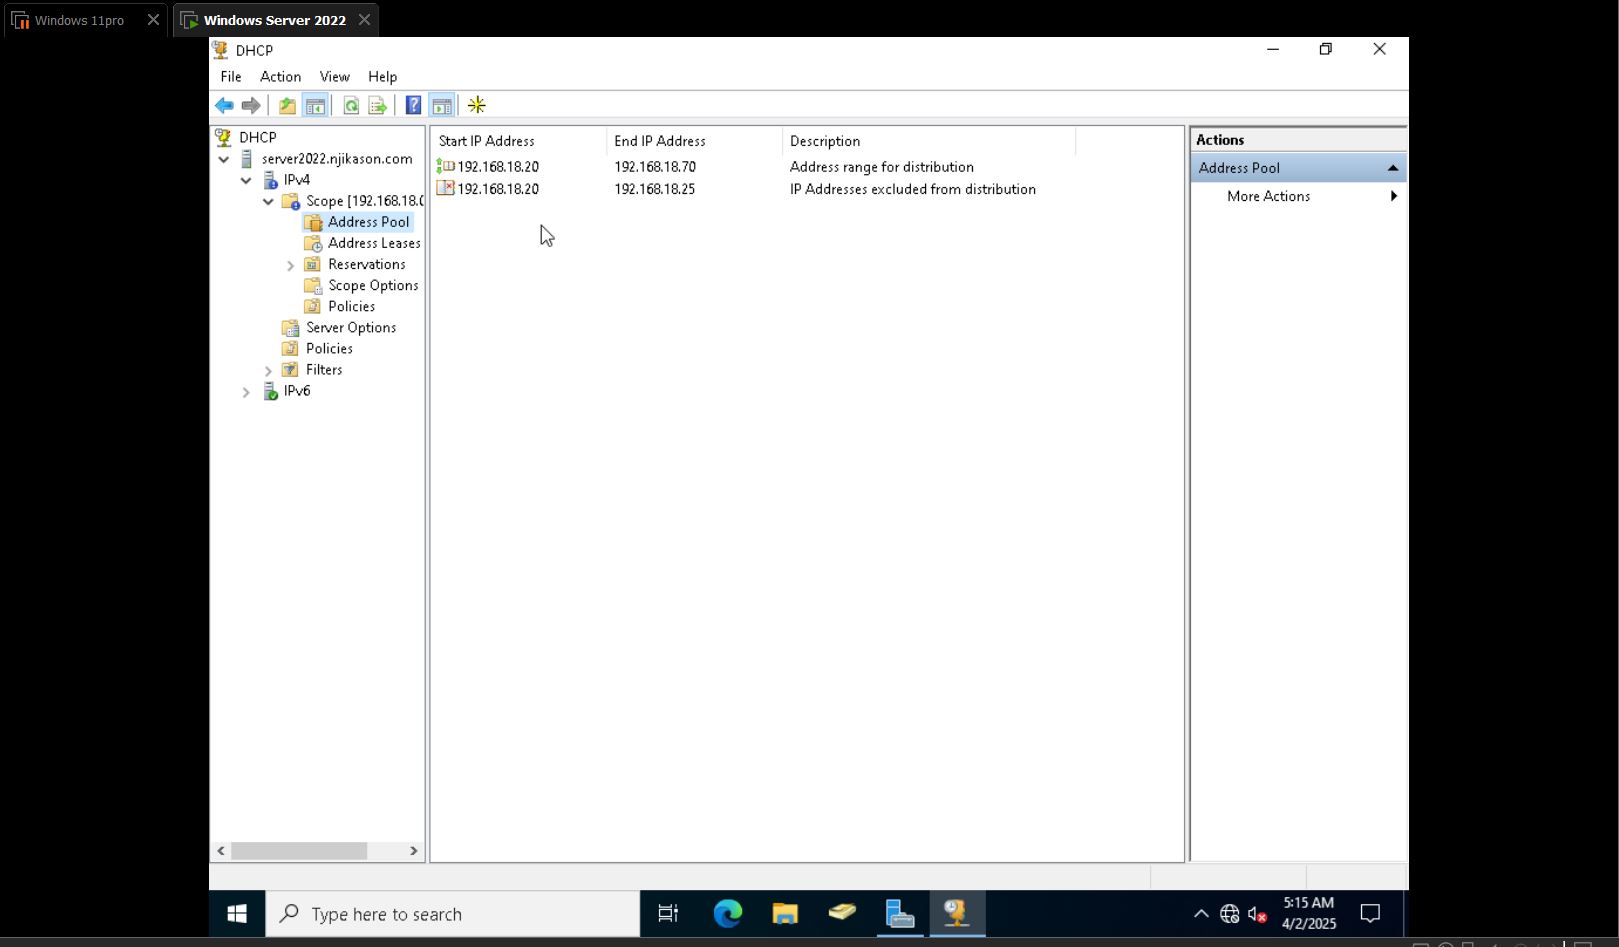 Windows 11pro
Windows Server 2022
DHCP
File Action View Help
DHCP
server2022.njikason.com
IPv4
Scope [192.168.18.0
Address Pool
Address Leases
Reservations
Scope Options
Policies
Server Options
Policies
Filters
IPv6
Start IP Address End IP Address Description
192.168.18.20 192.168.18.70 Address range for distribution
192.168.18.20 192.168.18.25 IP Addresses excluded from distribution
Actions
Address Pool
More Actions
Type here to search
5:15 AM
4/2/2025